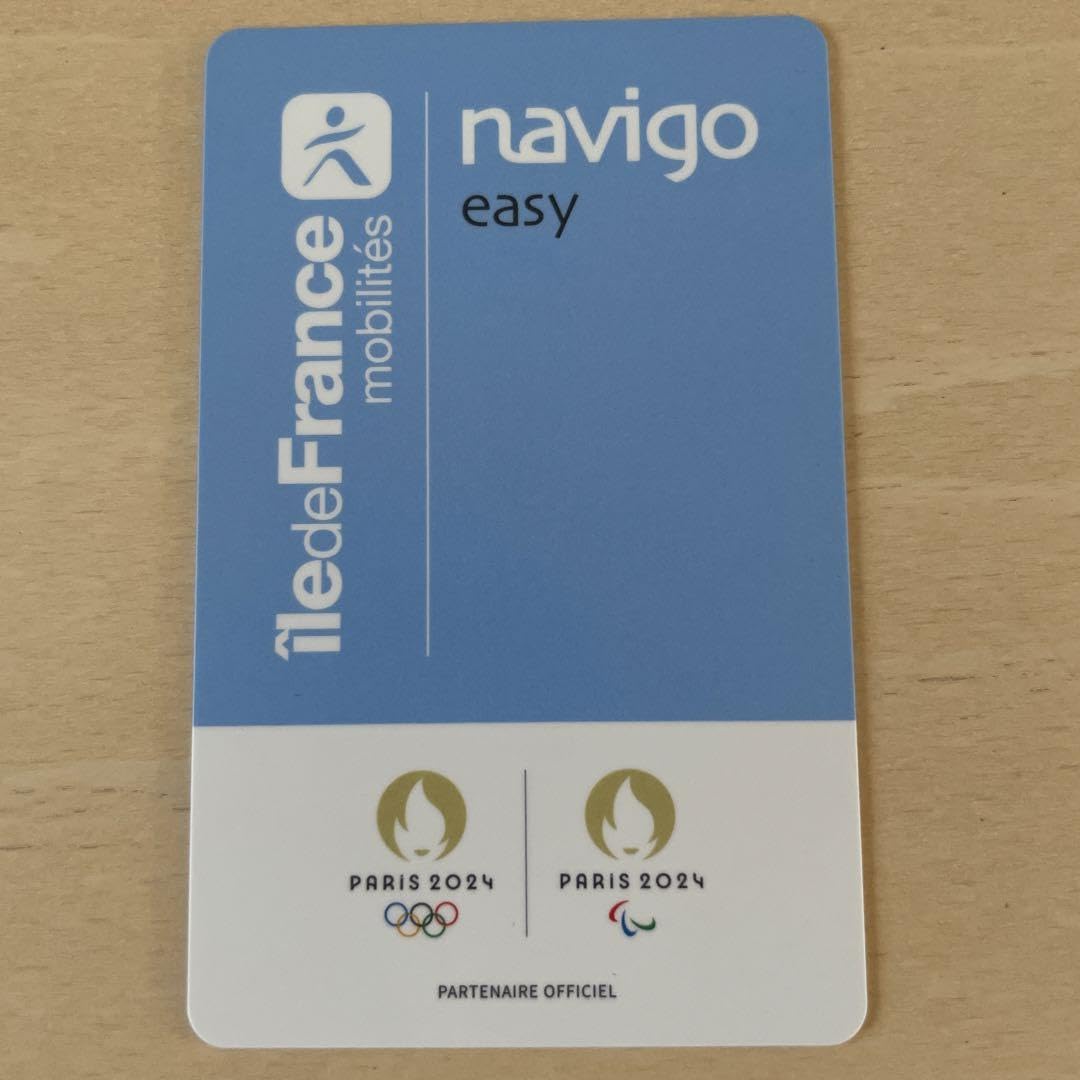 îledeFrance
mobilités
navigo
easy
PARIS 2024
PARIS 2024
PARTENAIRE OFFICIEL